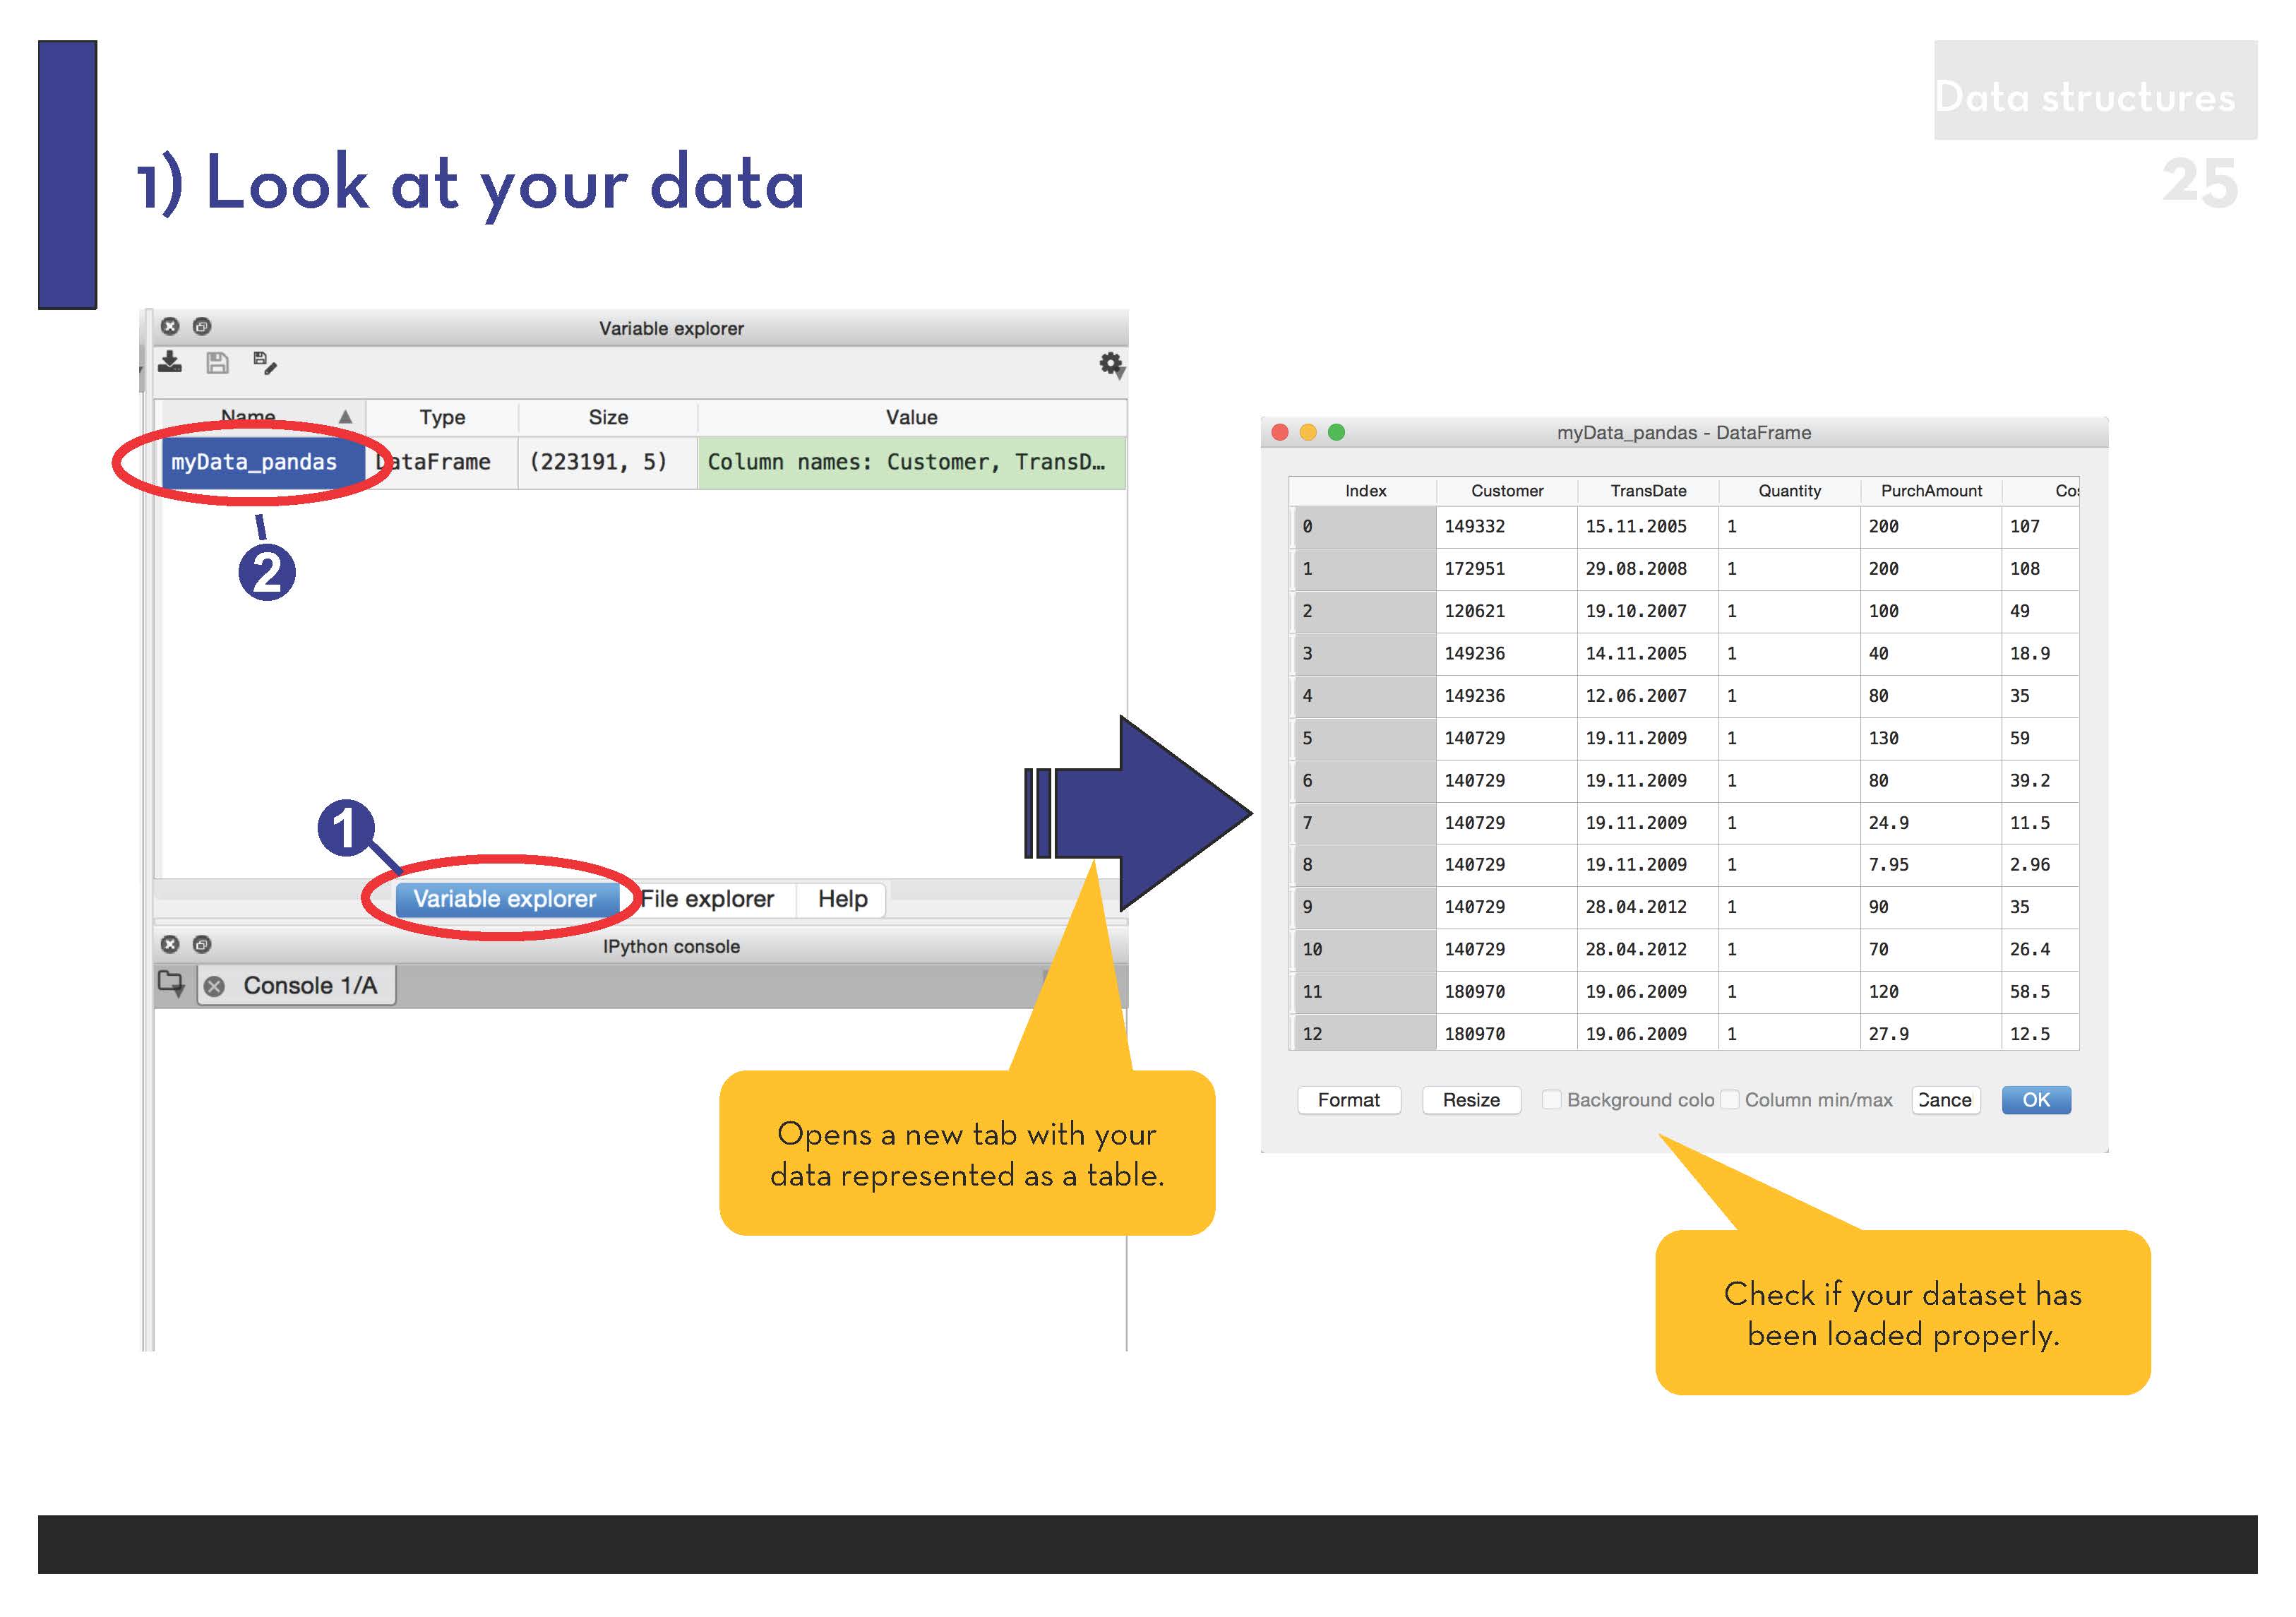 Data structures
25
1) Look at your data
Variable explorer
Name Type Size Value
myData_pandas DataFrame (223191, 5) Column names: Customer, TransD…
2
1
Variable explorer File explorer Help
IPython console
Console 1/A
Opens a new tab with your
data represented as a table.
myData_pandas - DataFrame
Index Customer TransDate Quantity PurchAmount Cos
0 149332 15.11.2005 1 200 107
1 172951 29.08.2008 1 200 108
2 120621 19.10.2007 1 100 49
3 149236 14.11.2005 1 40 18.9
4 149236 12.06.2007 1 80 35
5 140729 19.11.2009 1 130 59
6 140729 19.11.2009 1 80 39.2
7 140729 19.11.2009 1 24.9 11.5
8 140729 19.11.2009 1 7.95 2.96
9 140729 28.04.2012 1 90 35
10 140729 28.04.2012 1 70 26.4
11 180970 19.06.2009 1 120 58.5
12 180970 19.06.2009 1 27.9 12.5
Format Resize Background colo Column min/max Cance OK
Check if your dataset has
been loaded properly.